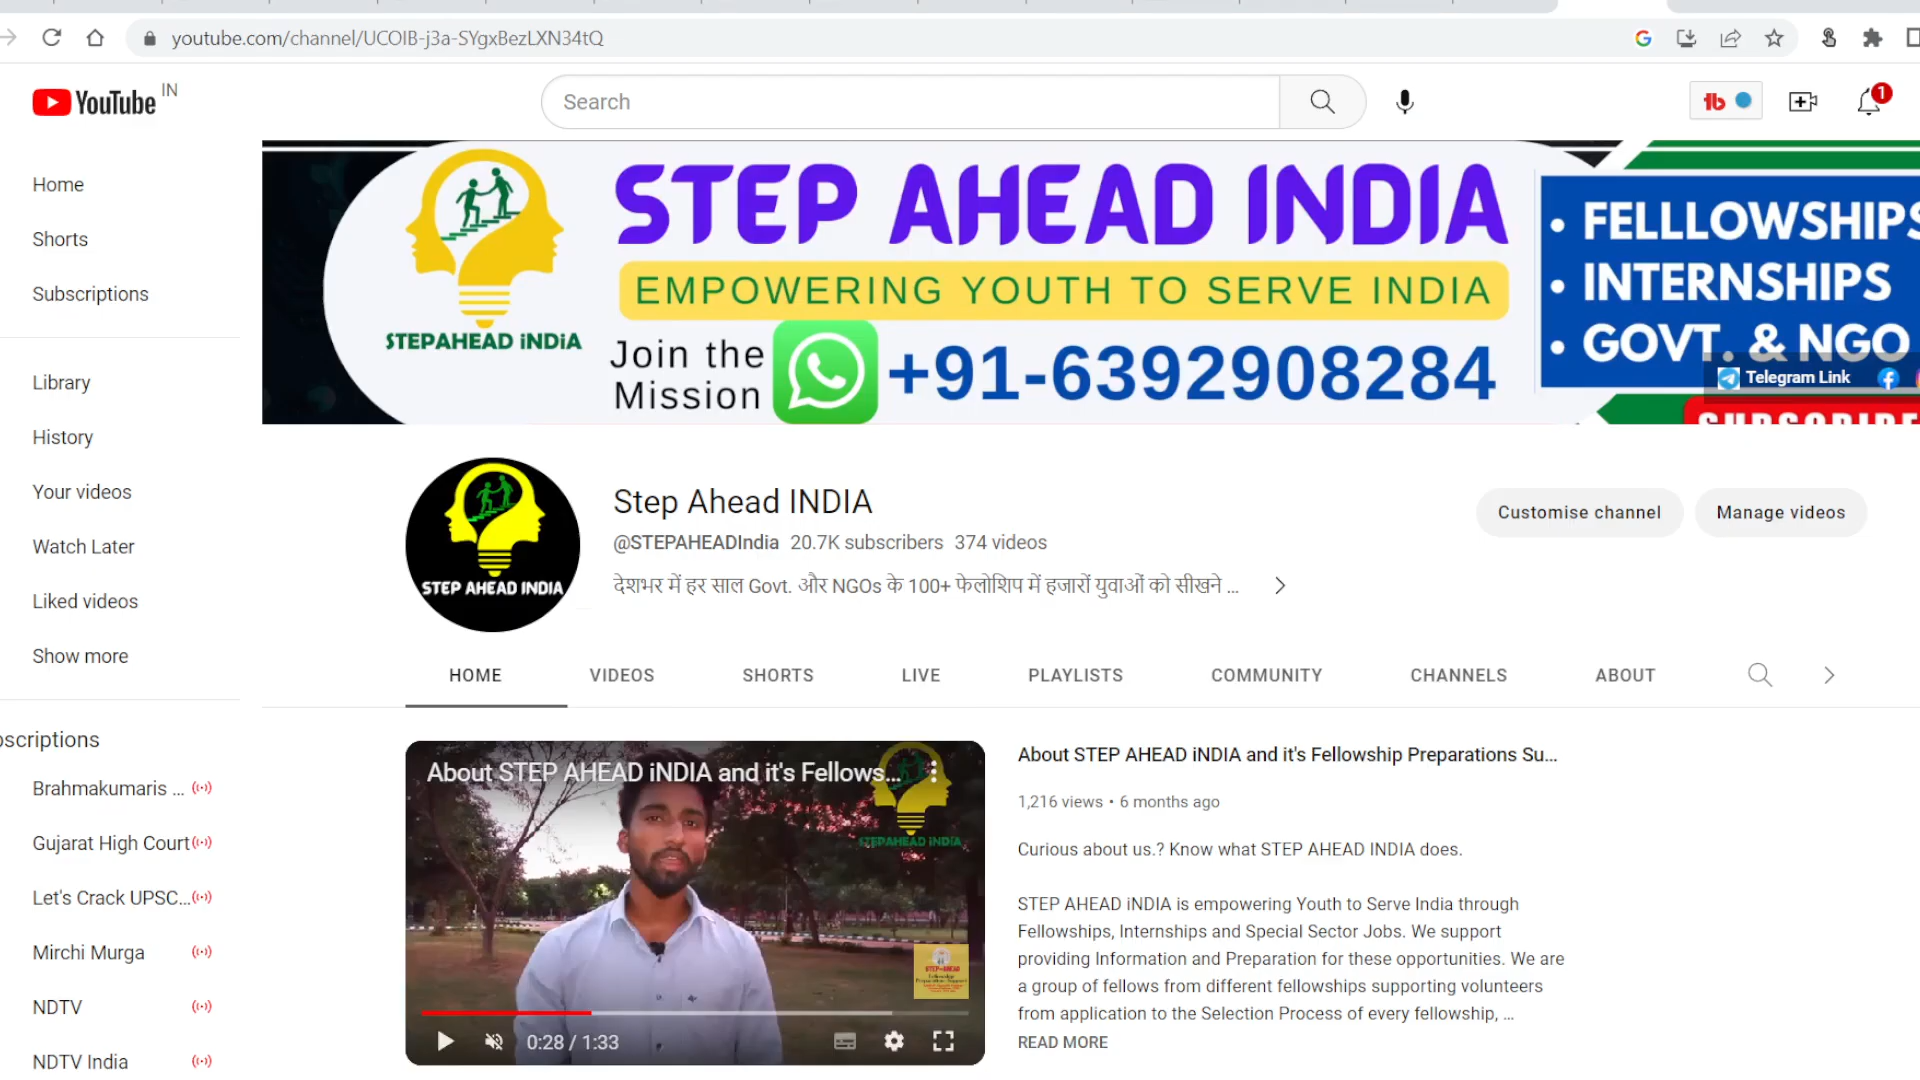 youtube.com/channel/UCOIB-j3a-SYgxBezLXN34tQ
YouTube IN
Search
1
Home
Shorts
Subscriptions
Library
History
Your videos
Watch Later
Liked videos
Show more
scriptions
Brahmakumaris ...
Gujarat High Court
Let's Crack UPSC...
Mirchi Murga
NDTV
NDTV India
STEPAHEAD iNDiA
STEP AHEAD INDIA
EMPOWERING YOUTH TO SERVE INDIA
Join the
Mission
+91-6392908284
• FELLLOWSHIPS
• INTERNSHIPS
• GOVT. & NGO
Telegram Link
SUBSCRIBE
STEP AHEAD INDIA
Step Ahead INDIA
@STEPAHEADIndia 20.7K subscribers 374 videos
देशभर में हर साल Govt. और NGOs के 100+ फेलोशिप में हजारों युवाओं को सीखने ...
Customise channel
Manage videos
HOME VIDEOS SHORTS LIVE PLAYLISTS COMMUNITY CHANNELS ABOUT
About STEP AHEAD iNDIA and it's Fellows...
STEPAHEAD iNDiA
0:28 / 1:33
About STEP AHEAD iNDIA and it's Fellowship Preparations Su...
1,216 views • 6 months ago
Curious about us.? Know what STEP AHEAD INDIA does.
STEP AHEAD iNDIA is empowering Youth to Serve India through
Fellowships, Internships and Special Sector Jobs. We support
providing Information and Preparation for these opportunities. We are
a group of fellows from different fellowships supporting volunteers
from application to the Selection Process of every fellowship, ...
READ MORE